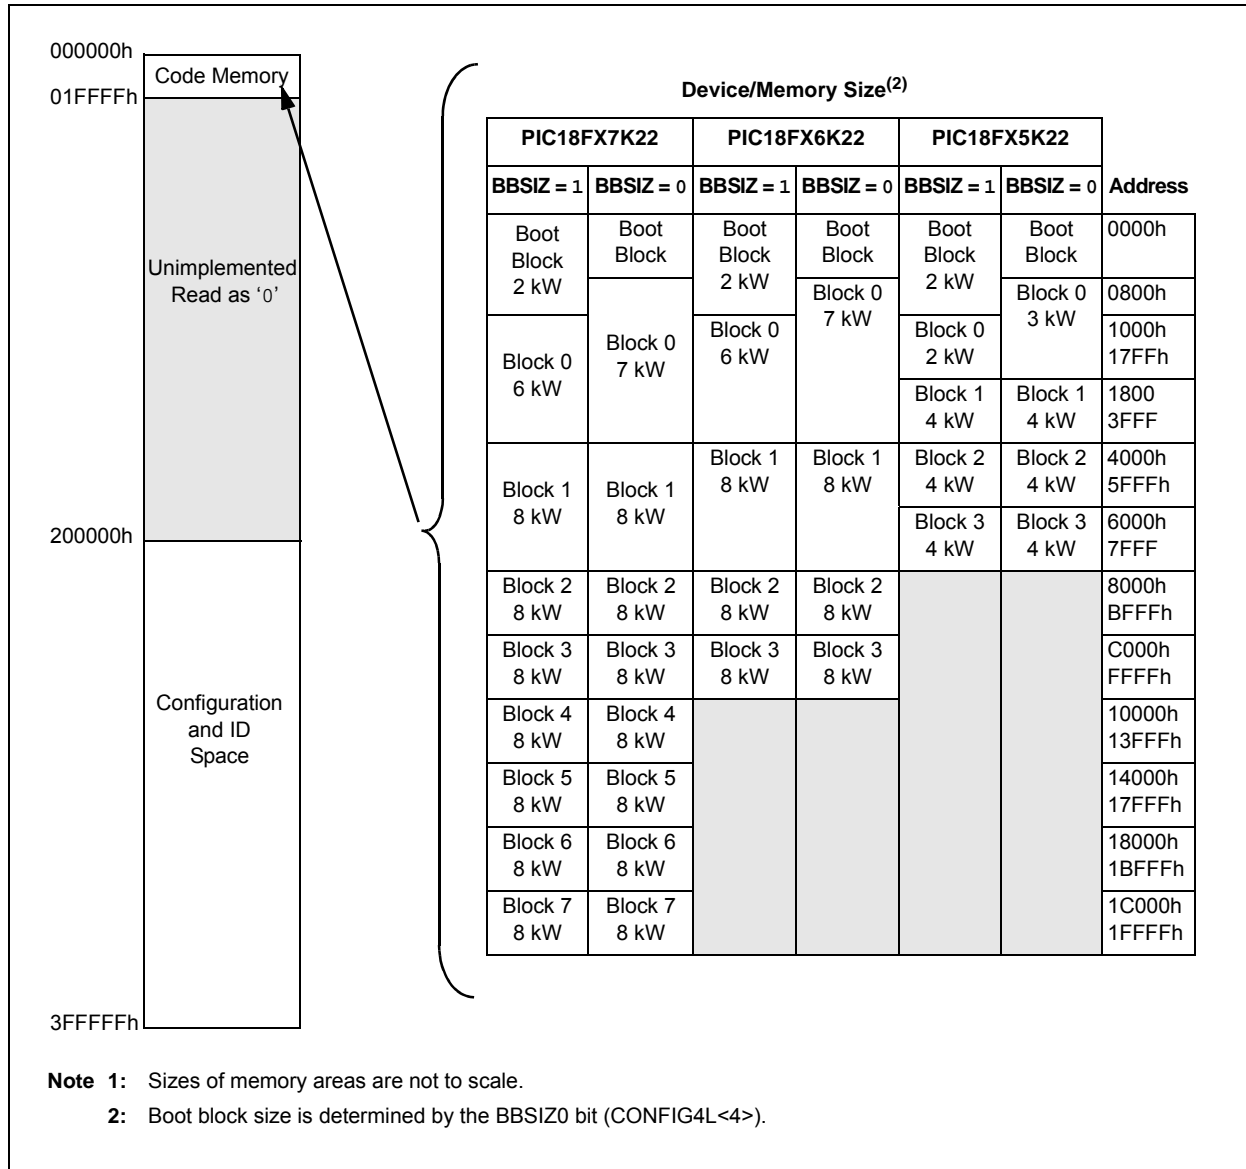 000000h
Code Memory
01FFFFh
Unimplemented
Read as ‘0’
200000h
Configuration
and ID
Space
3FFFFFh
Device/Memory Size(2)
PIC18FX7K22 PIC18FX6K22 PIC18FX5K22
BBSIZ = 1 BBSIZ = 0 BBSIZ = 1 BBSIZ = 0 BBSIZ = 1 BBSIZ = 0 Address
Boot Block 2 kW Boot Block Boot Block 2 kW Boot Block Boot Block 2 kW Boot Block 0000h
Block 0 7 kW Block 0 7 kW Block 0 3 kW 0800h
Block 0 6 kW Block 0 6 kW Block 0 2 kW 1000h 17FFh
Block 1 4 kW Block 1 4 kW 1800 3FFF
Block 1 8 kW Block 1 8 kW Block 1 8 kW Block 1 8 kW Block 2 4 kW Block 2 4 kW 4000h 5FFFh
Block 3 4 kW Block 3 4 kW 6000h 7FFF
Block 2 Block 2 Block 2 Block 2 8000h
8 kW 8 kW 8 kW 8 kW BFFFh
Block 3 Block 3 Block 3 Block 3 C000h
8 kW 8 kW 8 kW 8 kW FFFFh
Block 4 Block 4 10000h
8 kW 8 kW 13FFFh
Block 5 Block 5 14000h
8 kW 8 kW 17FFFh
Block 6 Block 6 18000h
8 kW 8 kW 1BFFFh
Block 7 Block 7 1C000h
8 kW 8 kW 1FFFFh
Note 1: Sizes of memory areas are not to scale.
2: Boot block size is determined by the BBSIZ0 bit (CONFIG4L<4>).